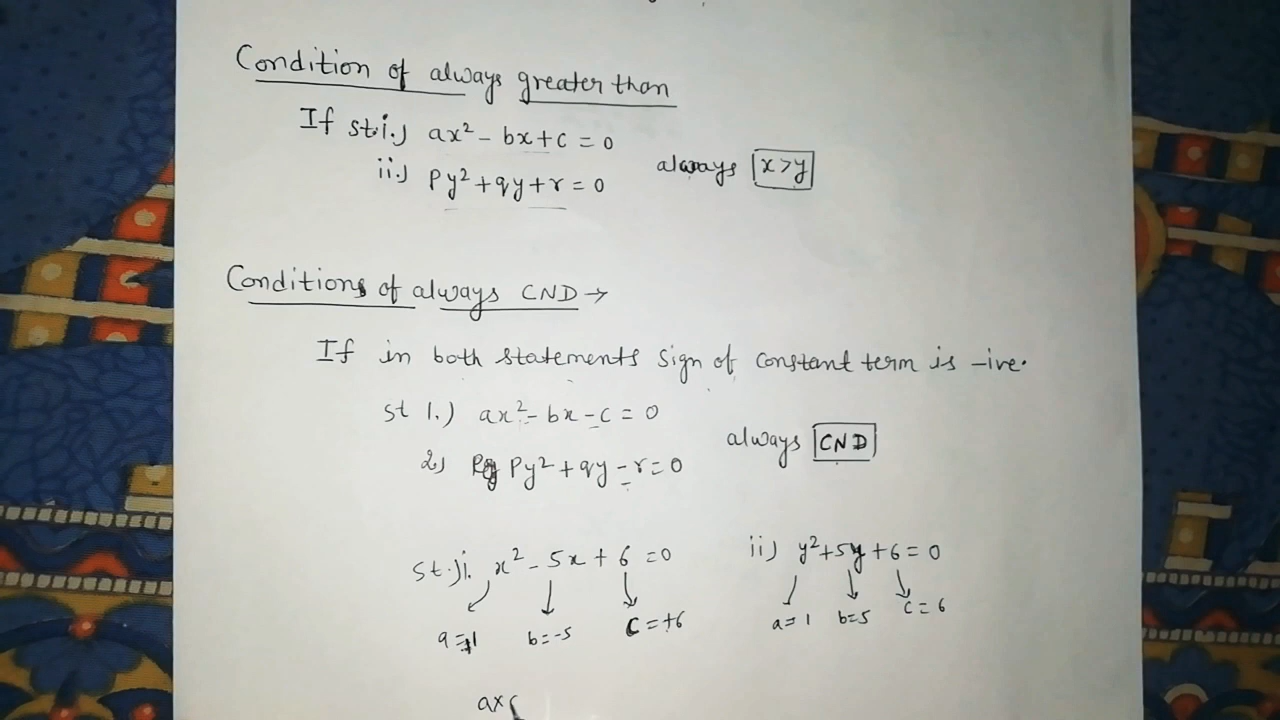 Condition of always greater than
If st.i.) ax² - bx + c = 0
ii.) Py² + qy + r = 0
always x > y
Conditions of always CND →
If in both statements Sign of constant term is -ive.
st 1.) ax² - bx - c = 0
2.) Py² + qy - r = 0
always CND
st.)i. x² - 5x + 6 = 0 ii) y² + 5y + 6 = 0
a = +1 b = -5 c = +6 a = 1 b = 5 c = 6
ax